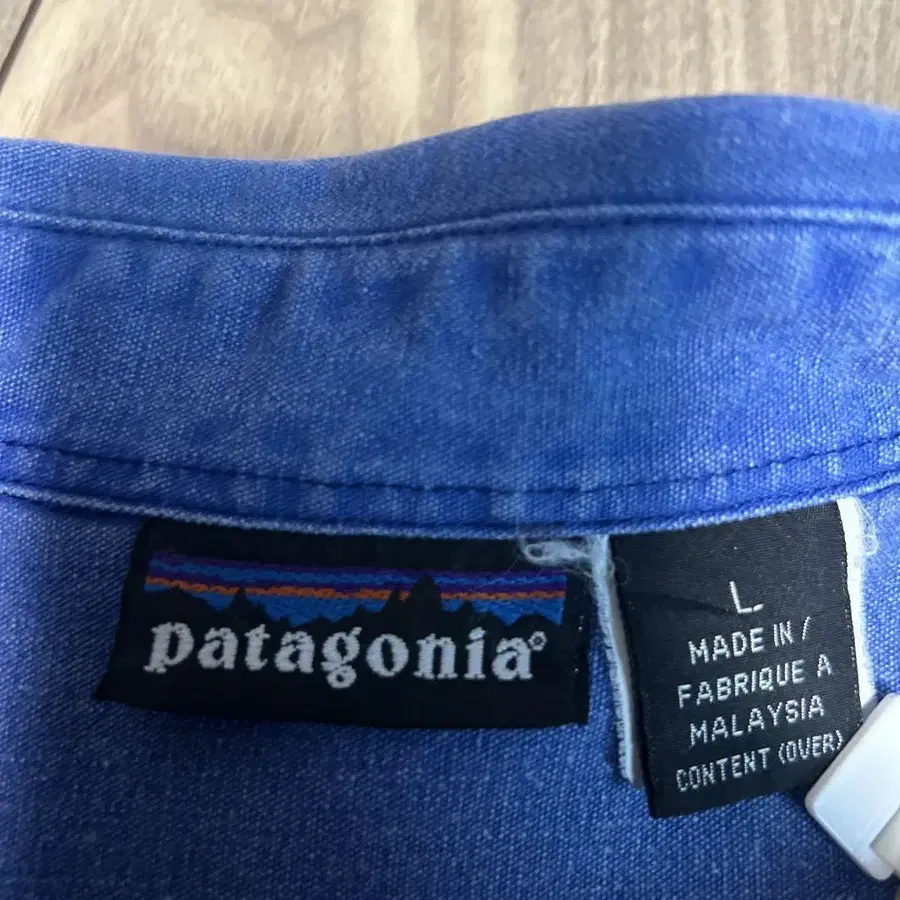 patagonia®
L
MADE IN /
FABRIQUE A
MALAYSIA
CONTENT (OVER)